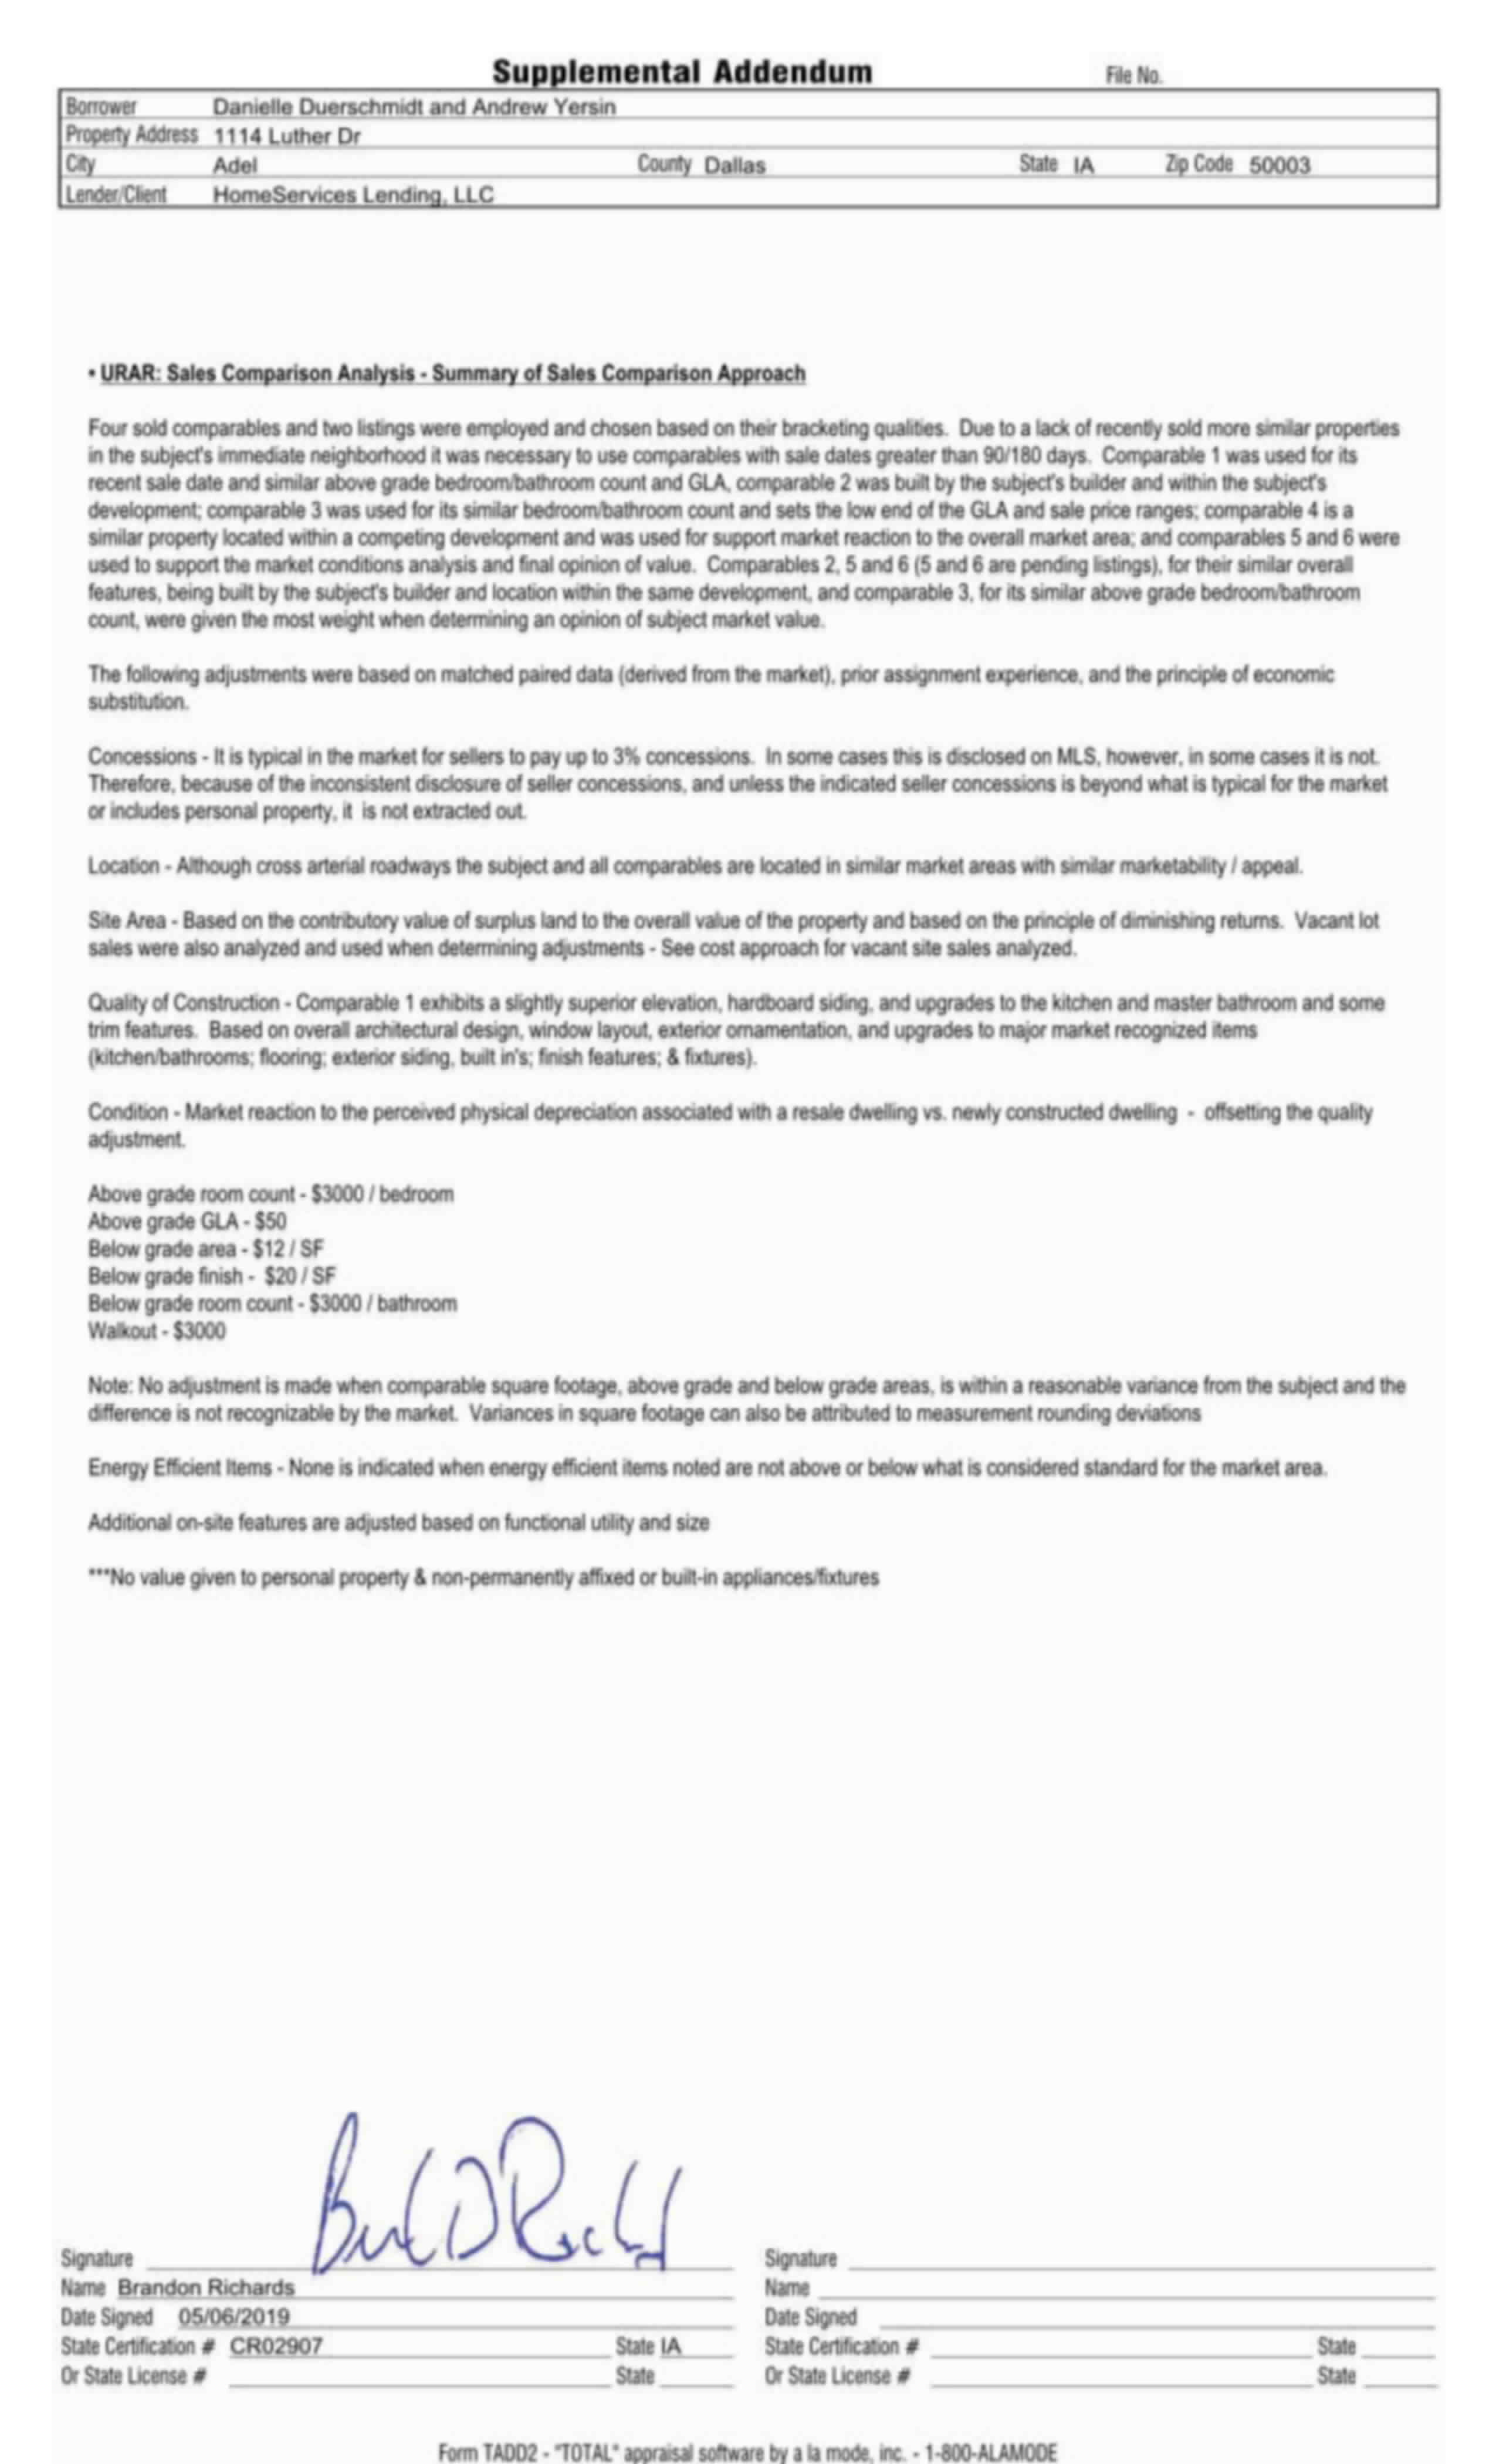 Supplemental Addendum File No.
Borrower Danielle Duerschmidt and Andrew Yersin
Property Address 1114 Luther Dr
City Adel County Dallas State IA Zip Code 50003
Lender/Client HomeServices Lending, LLC
• URAR: Sales Comparison Analysis - Summary of Sales Comparison Approach
Four sold comparables and two listings were employed and chosen based on their bracketing qualities. Due to a lack of recently sold more similar properties
in the subject's immediate neighborhood it was necessary to use comparables with sale dates greater than 90/180 days. Comparable 1 was used for its
recent sale date and similar above grade bedroom/bathroom count and GLA, comparable 2 was built by the subject's builder and within the subject's
development; comparable 3 was used for its similar bedroom/bathroom count and sets the low end of the GLA and sale price ranges; comparable 4 is a
similar property located within a competing development and was used for support market reaction to the overall market area; and comparables 5 and 6 were
used to support the market conditions analysis and final opinion of value. Comparables 2, 5 and 6 (5 and 6 are pending listings), for their similar overall
features, being built by the subject's builder and location within the same development, and comparable 3, for its similar above grade bedroom/bathroom
count, were given the most weight when determining an opinion of subject market value.
The following adjustments were based on matched paired data (derived from the market), prior assignment experience, and the principle of economic
substitution.
Concessions - It is typical in the market for sellers to pay up to 3% concessions. In some cases this is disclosed on MLS, however, in some cases it is not.
Therefore, because of the inconsistent disclosure of seller concessions, and unless the indicated seller concessions is beyond what is typical for the market
or includes personal property, it is not extracted out.
Location - Although cross arterial roadways the subject and all comparables are located in similar market areas with similar marketability / appeal.
Site Area - Based on the contributory value of surplus land to the overall value of the property and based on the principle of diminishing returns. Vacant lot
sales were also analyzed and used when determining adjustments - See cost approach for vacant site sales analyzed.
Quality of Construction - Comparable 1 exhibits a slightly superior elevation, hardboard siding, and upgrades to the kitchen and master bathroom and some
trim features. Based on overall architectural design, window layout, exterior ornamentation, and upgrades to major market recognized items
(kitchen/bathrooms; flooring; exterior siding, built in's; finish features; & fixtures).
Condition - Market reaction to the perceived physical depreciation associated with a resale dwelling vs. newly constructed dwelling - offsetting the quality
adjustment.
Above grade room count - $3000 / bedroom
Above grade GLA - $50
Below grade area - $12 / SF
Below grade finish - $20 / SF
Below grade room count - $3000 / bathroom
Walkout - $3000
Note: No adjustment is made when comparable square footage, above grade and below grade areas, is within a reasonable variance from the subject and the
difference is not recognizable by the market. Variances in square footage can also be attributed to measurement rounding deviations
Energy Efficient Items - None is indicated when energy efficient items noted are not above or below what is considered standard for the market area.
Additional on-site features are adjusted based on functional utility and size
***No value given to personal property & non-permanently affixed or built-in appliances/fixtures
Signature Signature
Name Brandon Richards Name
Date Signed 05/06/2019 Date Signed
State Certification # CR02907 State IA State Certification # State
Or State License # State Or State License # State
Form TADD2 - "TOTAL" appraisal software by a la mode, inc. - 1-800-ALAMODE